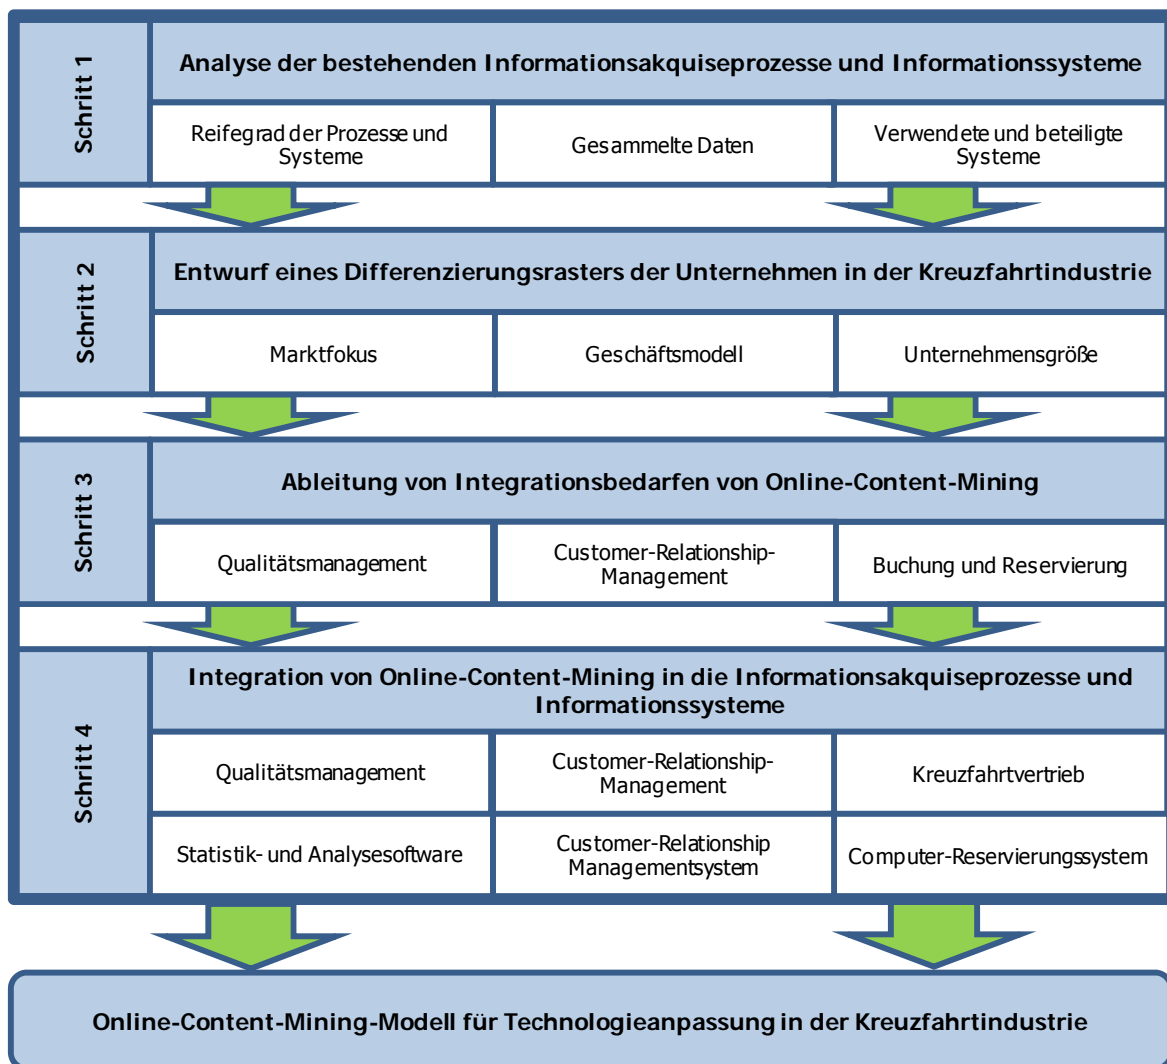 Schritt 1
Analyse der bestehenden Informationsakquiseprozesse und Informationssysteme
Reifegrad der Prozesse und
Systeme
Gesammelte Daten
Verwendete und beteiligte
Systeme
Schritt 2
Entwurf eines Differenzierungsrasters der Unternehmen in der Kreuzfahrtindustrie
Marktfokus
Geschäftsmodell
Unternehmensgröße
Schritt 3
Ableitung von Integrationsbedarfen von Online-Content-Mining
Qualitätsmanagement
Customer-Relationship-
Management
Buchung und Reservierung
Schritt 4
Integration von Online-Content-Mining in die Informationsakquiseprozesse und
Informationssysteme
Qualitätsmanagement
Customer-Relationship-
Management
Kreuzfahrtvertrieb
Statistik- und Analysesoftware
Customer-Relationship
Managementsystem
Computer-Reservierungssystem
Online-Content-Mining-Modell für Technologieanpassung in der Kreuzfahrtindustrie